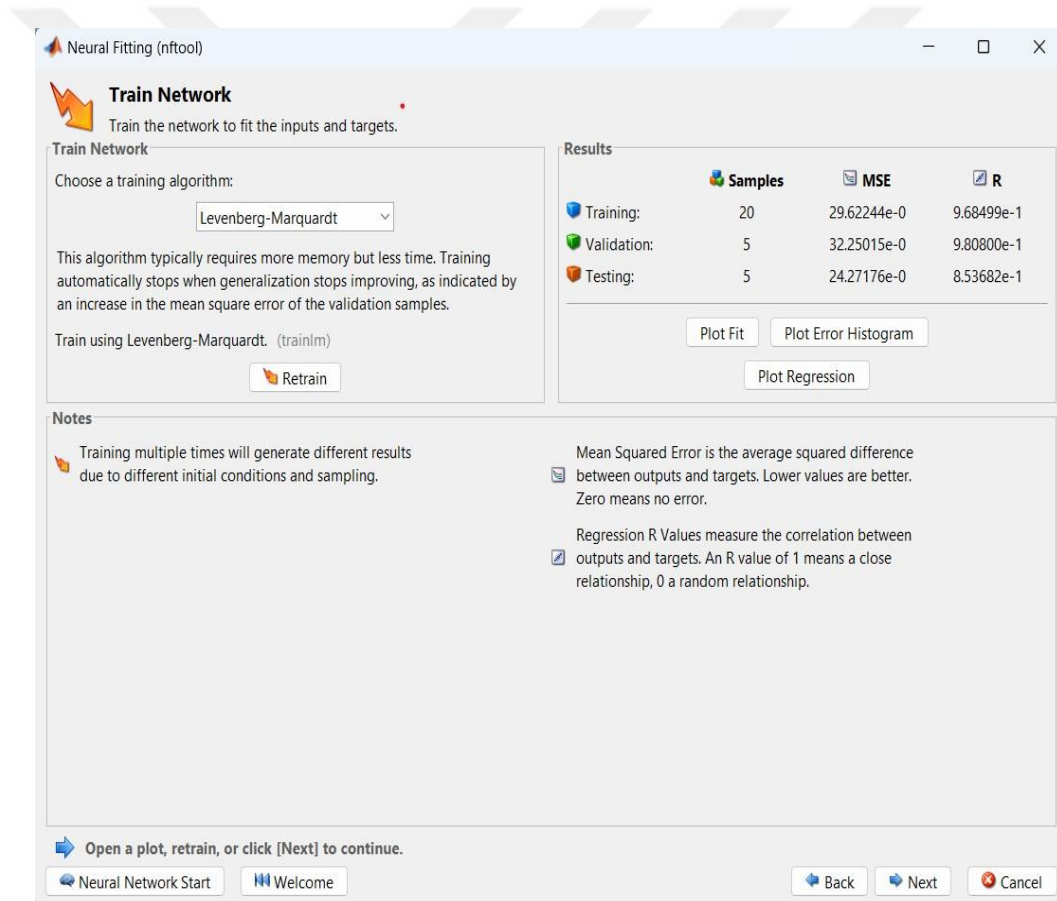 Neural Fitting (nftool)
Train Network
Train the network to fit the inputs and targets.
Train Network
Choose a training algorithm:
Levenberg-Marquardt
This algorithm typically requires more memory but less time. Training
automatically stops when generalization stops improving, as indicated by
an increase in the mean square error of the validation samples.
Train using Levenberg-Marquardt. (trainlm)
Retrain
Results
Samples MSE R
Training: 20 29.62244e-0 9.68499e-1
Validation: 5 32.25015e-0 9.80800e-1
Testing: 5 24.27176e-0 8.53682e-1
Plot Fit Plot Error Histogram
Plot Regression
Notes
Training multiple times will generate different results
due to different initial conditions and sampling.
Mean Squared Error is the average squared difference
between outputs and targets. Lower values are better.
Zero means no error.
Regression R Values measure the correlation between
outputs and targets. An R value of 1 means a close
relationship, 0 a random relationship.
Open a plot, retrain, or click [Next] to continue.
Neural Network Start Welcome Back Next Cancel